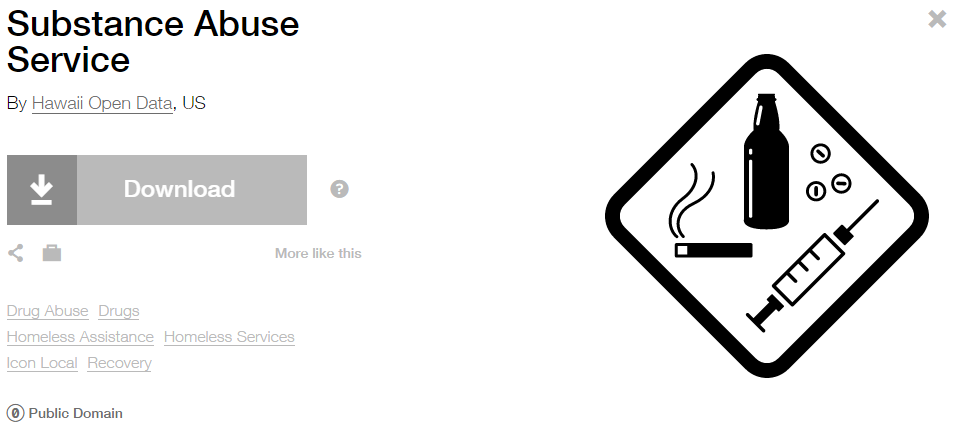 Substance Abuse
Service
By Hawaii Open Data, US
Download
?
More like this
Drug Abuse Drugs
Homeless Assistance Homeless Services
Icon Local Recovery
0 Public Domain